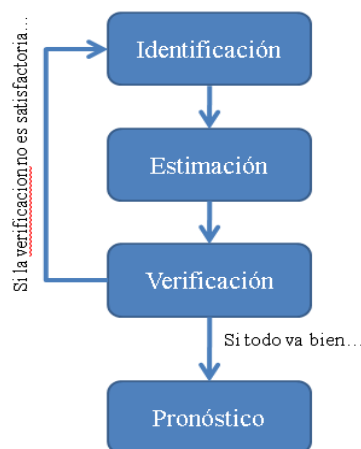 Identificación
Estimación
Verificación
Si la verificacion no es satisfactoria...
Si todo va bien...
Pronóstico